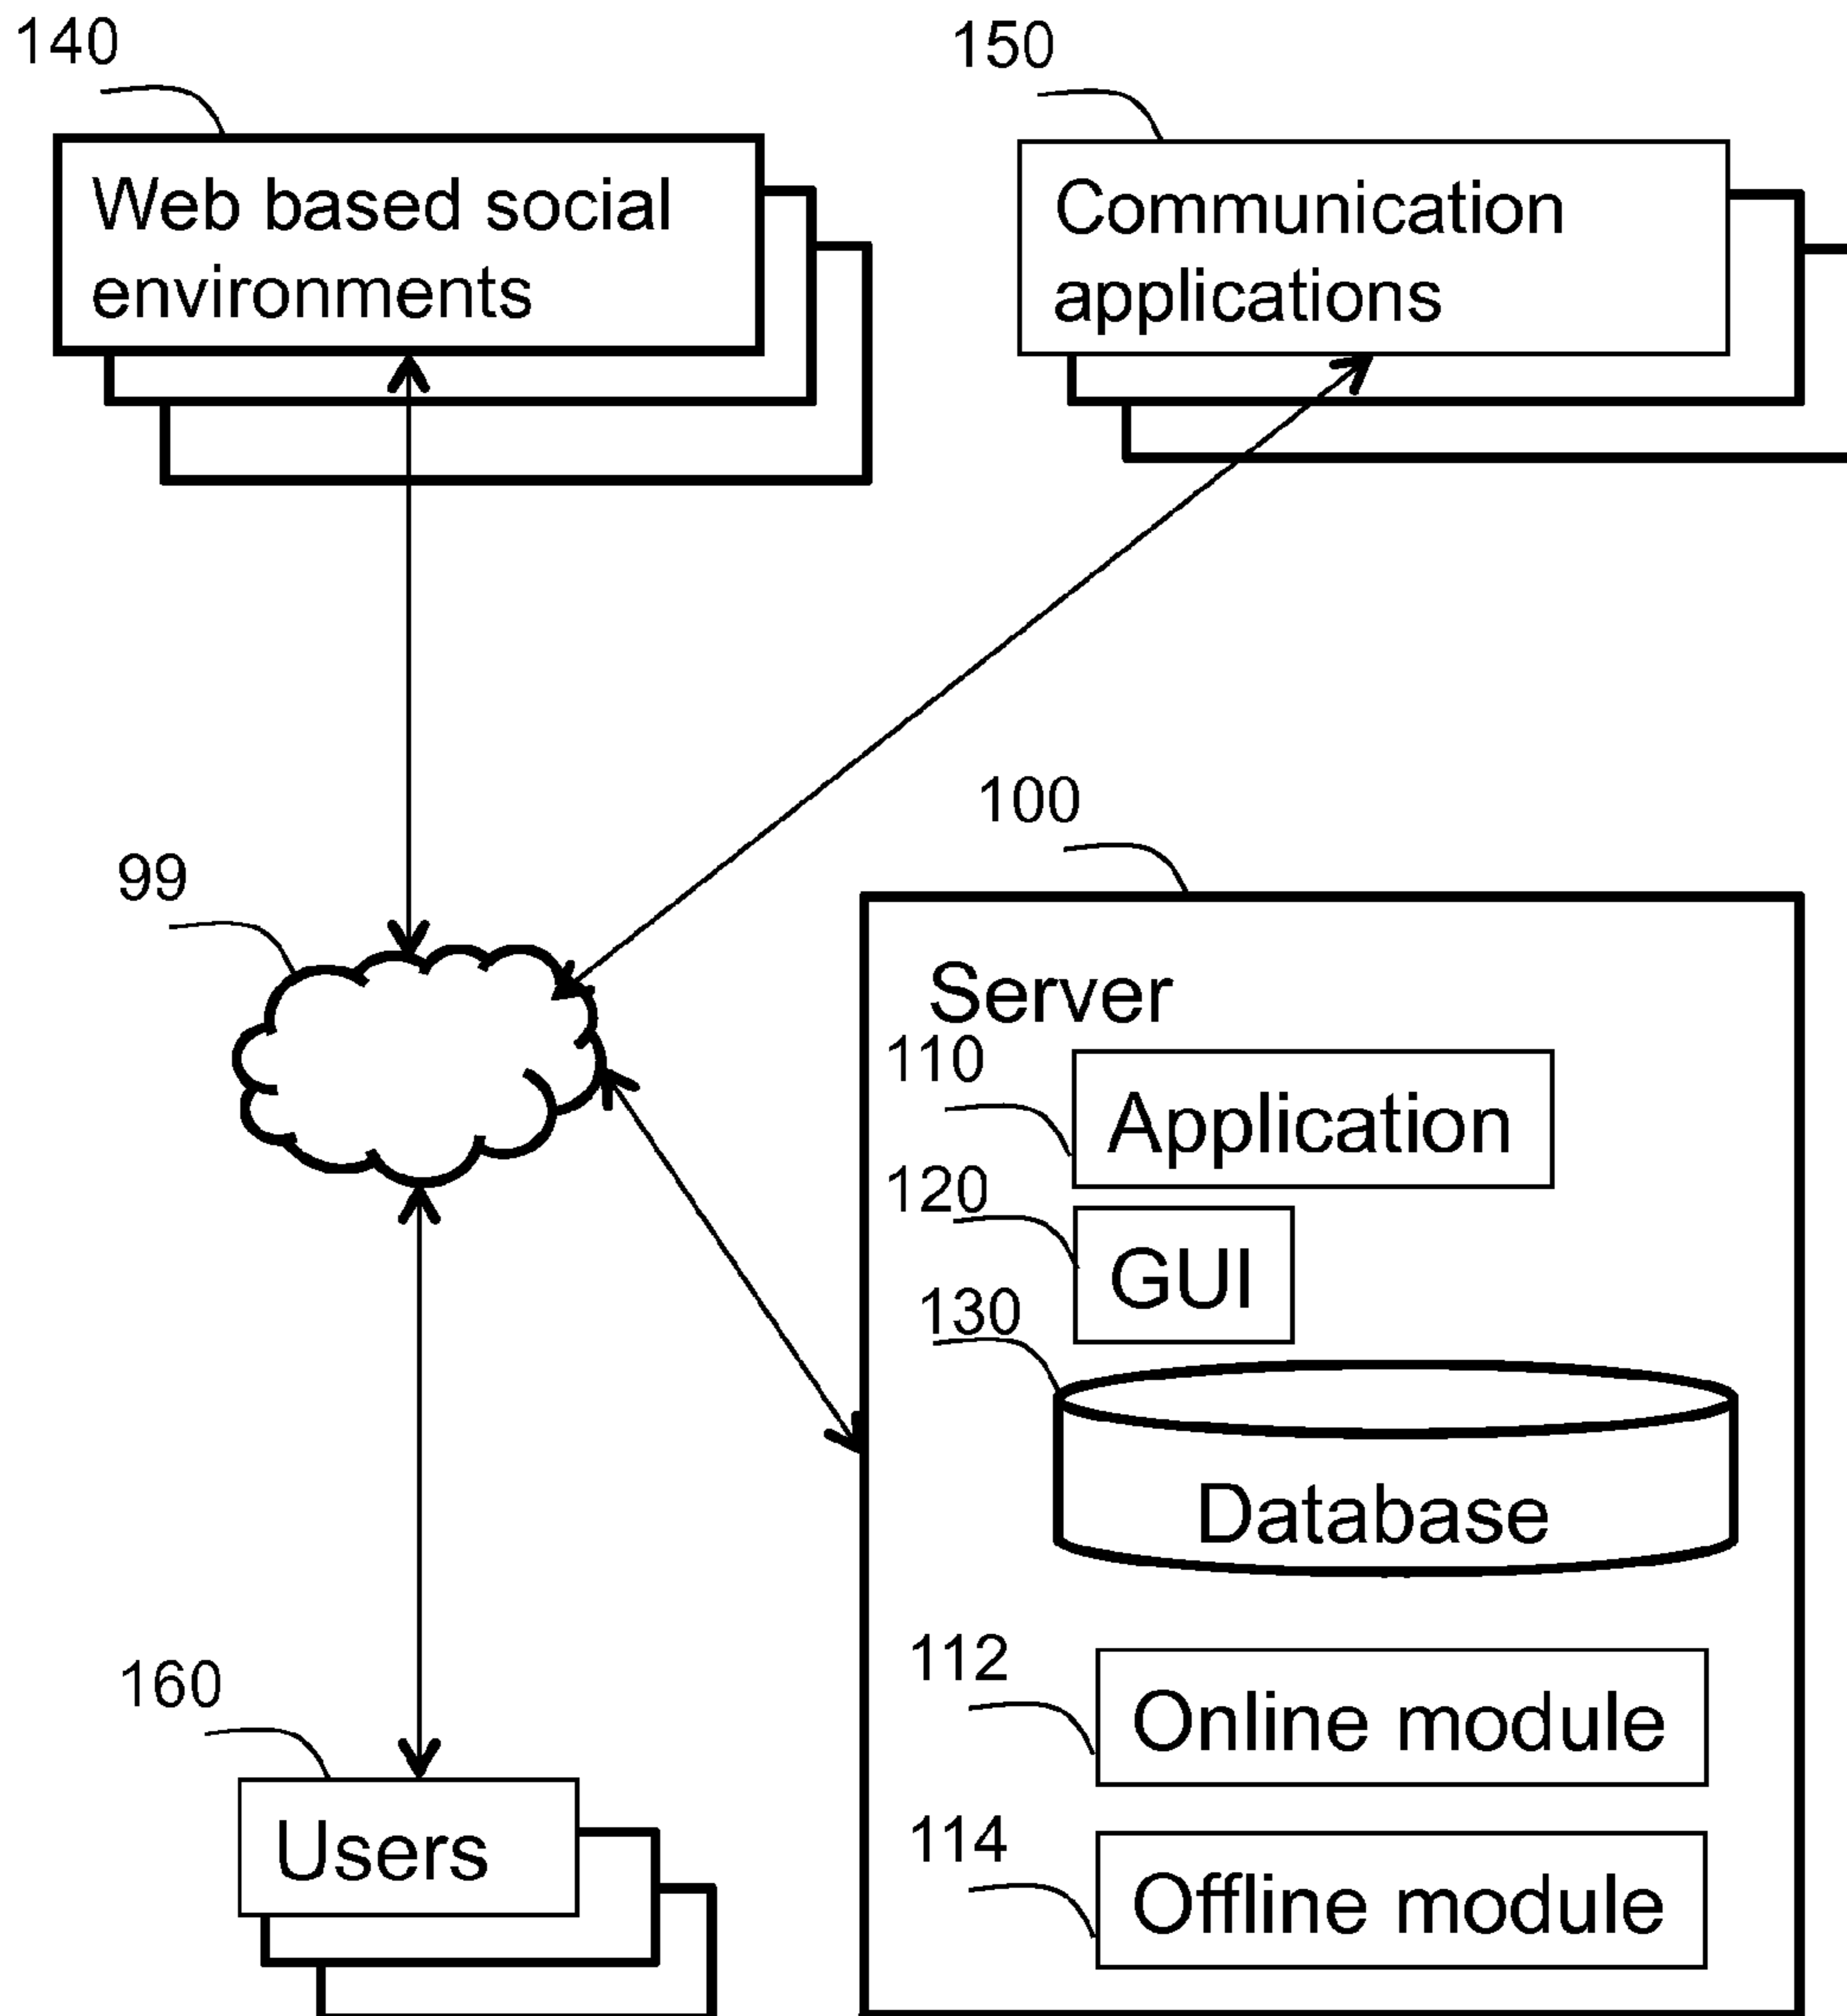 140
150
Web based social
environments
Communication
applications
100
99
Server
110
Application
120
GUI
130
Database
112
Online module
160
114
Users
Offline module